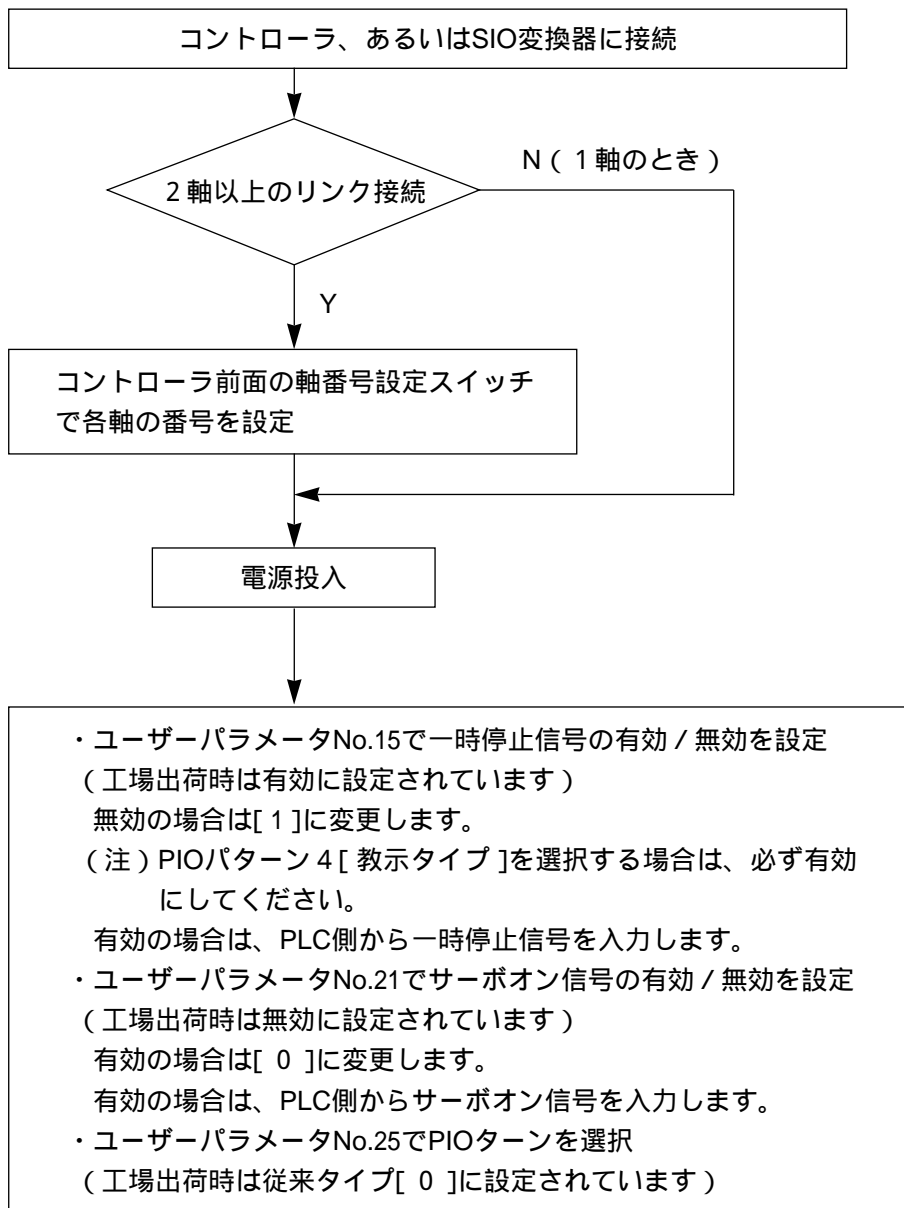 コントローラ、あるいはSIO変換器に接続
N(1軸のとき)
2軸以上のリンク接続
Y
コントローラ前面の軸番号設定スイッチ
で各軸の番号を設定
電源投入
・ユーザーパラメータNo.15で一時停止信号の有効/無効を設定
(工場出荷時は有効に設定されています)
無効の場合は[1]に変更します。
(注)PIOパターン4[教示タイプ]を選択する場合は、必ず有効
にしてください。
有効の場合は、PLC側から一時停止信号を入力します。
・ユーザーパラメータNo.21でサーボオン信号の有効/無効を設定
(工場出荷時は無効に設定されています)
有効の場合は[0]に変更します。
有効の場合は、PLC側からサーボオン信号を入力します。
・ユーザーパラメータNo.25でPIOターンを選択
(工場出荷時は従来タイプ[0]に設定されています)